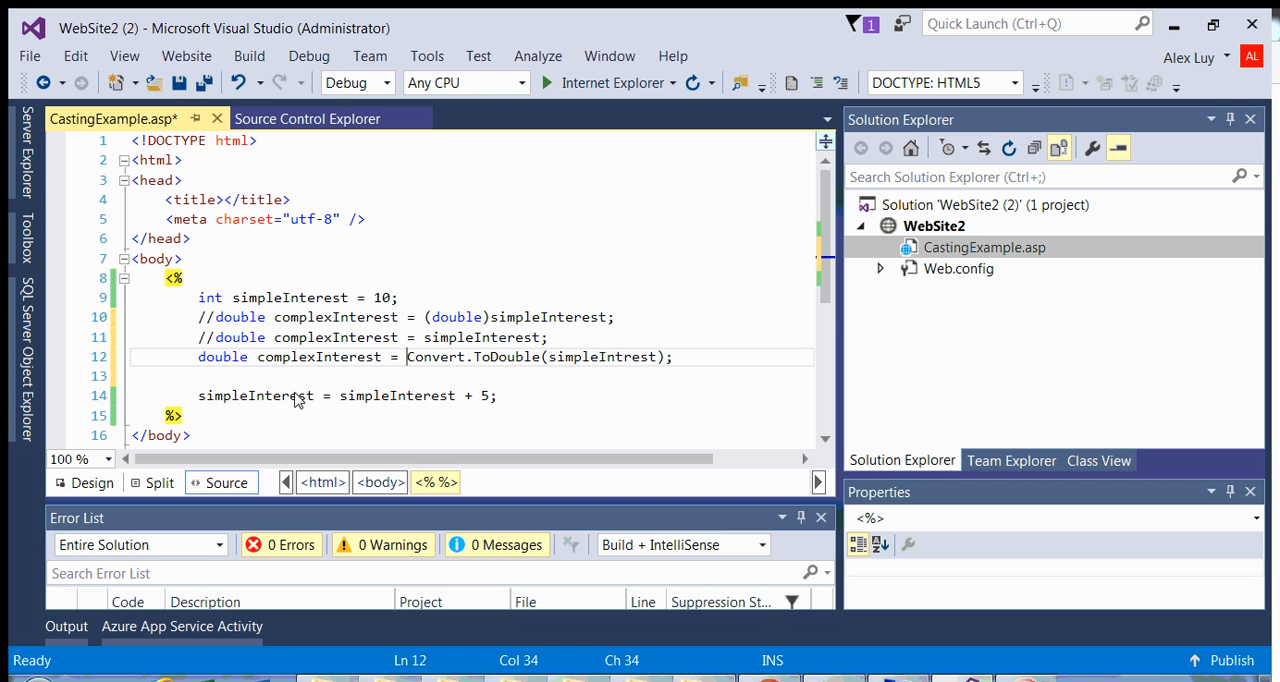 WebSite2 (2) - Microsoft Visual Studio (Administrator)
1
Quick Launch (Ctrl+Q)
File Edit View Website Build Debug Team Tools Test Analyze Window Help
Alex Luy
AL
Debug
Any CPU
Internet Explorer
DOCTYPE: HTML5
Server Explorer
Toolbox
SQL Server Object Explorer
CastingExample.asp*
Source Control Explorer
1 <!DOCTYPE html>
2 <html>
3 <head>
4 <title></title>
5 <meta charset="utf-8" />
6 </head>
7 <body>
8 <%
9 int simpleInterest = 10;
10 //double complexInterest = (double)simpleInterest;
11 //double complexInterest = simpleInterest;
12 double complexInterest = Convert.ToDouble(simpleIntrest);
13
14 simpleInterest = simpleInterest + 5;
15 %>
16 </body>
100 %
Design Split Source <html> <body> <% %>
Error List
Entire Solution
0 Errors
0 Warnings
0 Messages
Build + IntelliSense
Search Error List
Code Description Project File Line Suppression St...
Output Azure App Service Activity
Solution Explorer
Search Solution Explorer (Ctrl+;)
Solution 'WebSite2 (2)' (1 project)
WebSite2
CastingExample.asp
Web.config
Solution Explorer Team Explorer Class View
Properties
<%>
Ready Ln 12 Col 34 Ch 34 INS Publish